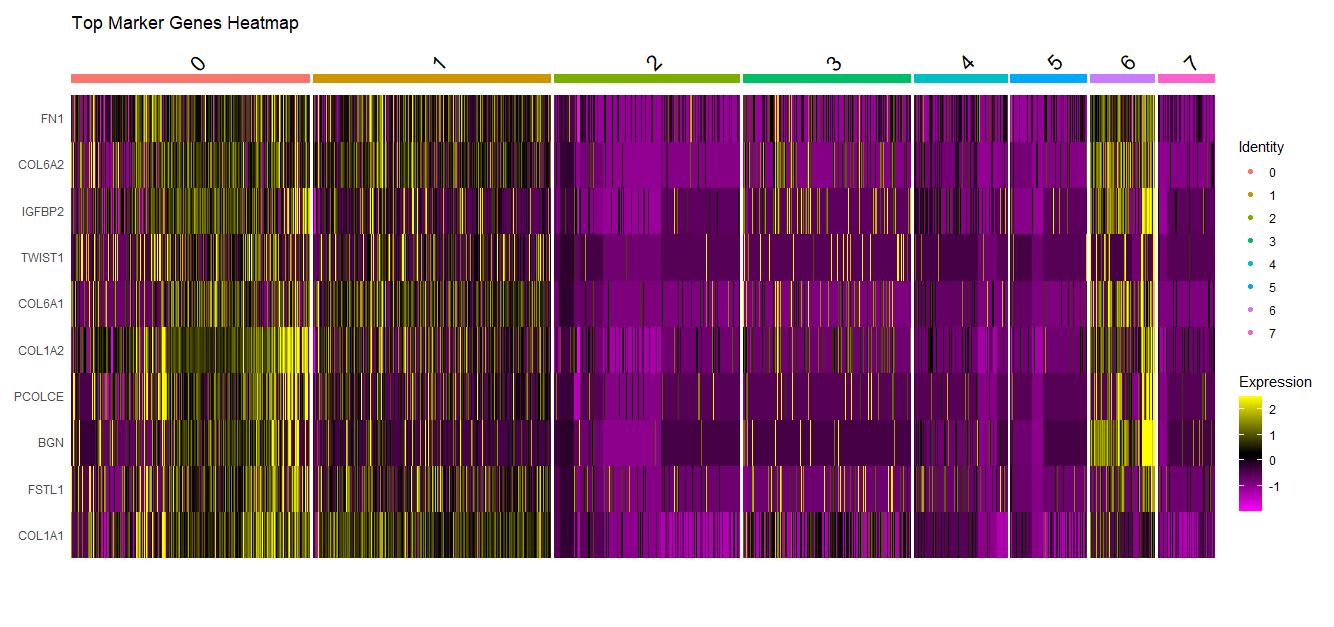 Top Marker Genes Heatmap
0 1 2 3 4 5 6 7
FN1
COL6A2
IGFBP2
TWIST1
COL6A1
COL1A2
PCOLCE
BGN
FSTL1
COL1A1
Identity
0
1
2
3
4
5
6
7
Expression
2
1
0
-1